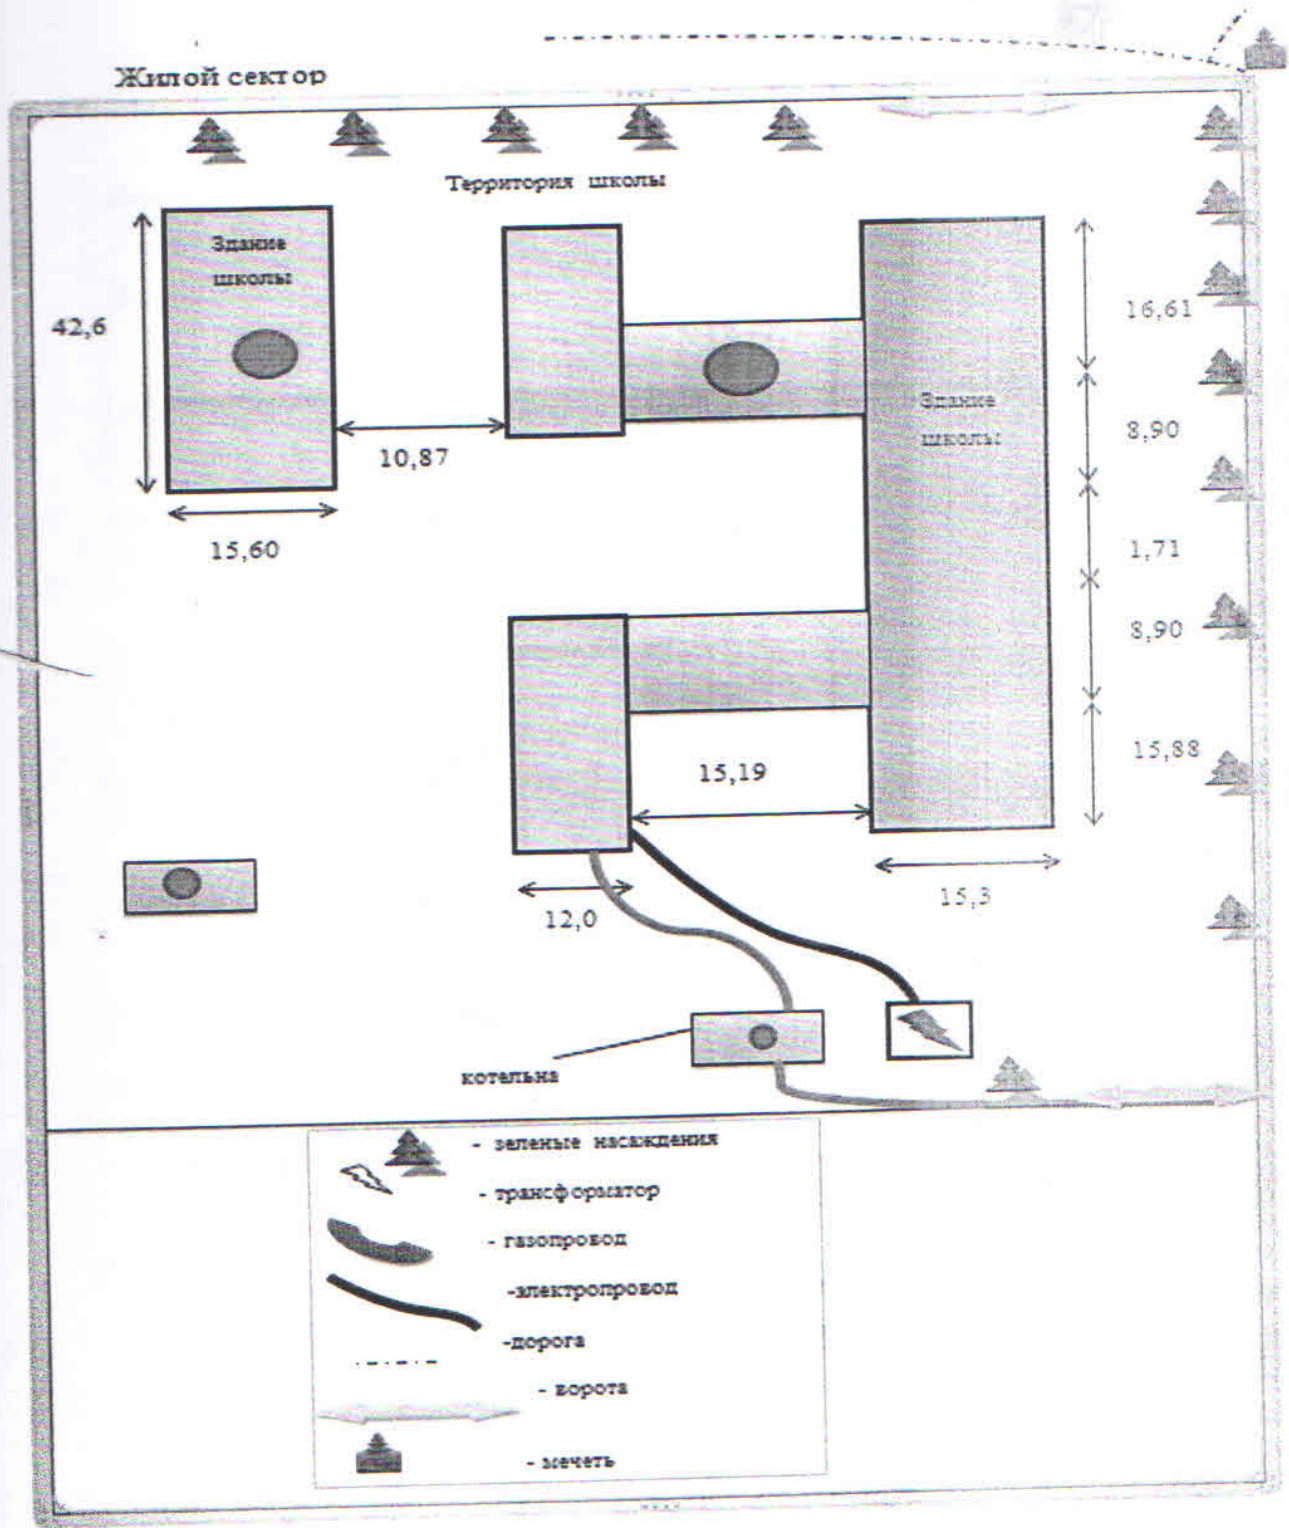 Жилой сектор
Территория школы
Здание
школы
42,6
10,87
15,60
Здание
школы
16,61
8,90
1,71
8,90
15,88
15,19
12,0
15,3
котельна
- зеленые насаждения
- трансформатор
- газопровод
-электропровод
-дорога
- ворота
- мечеть